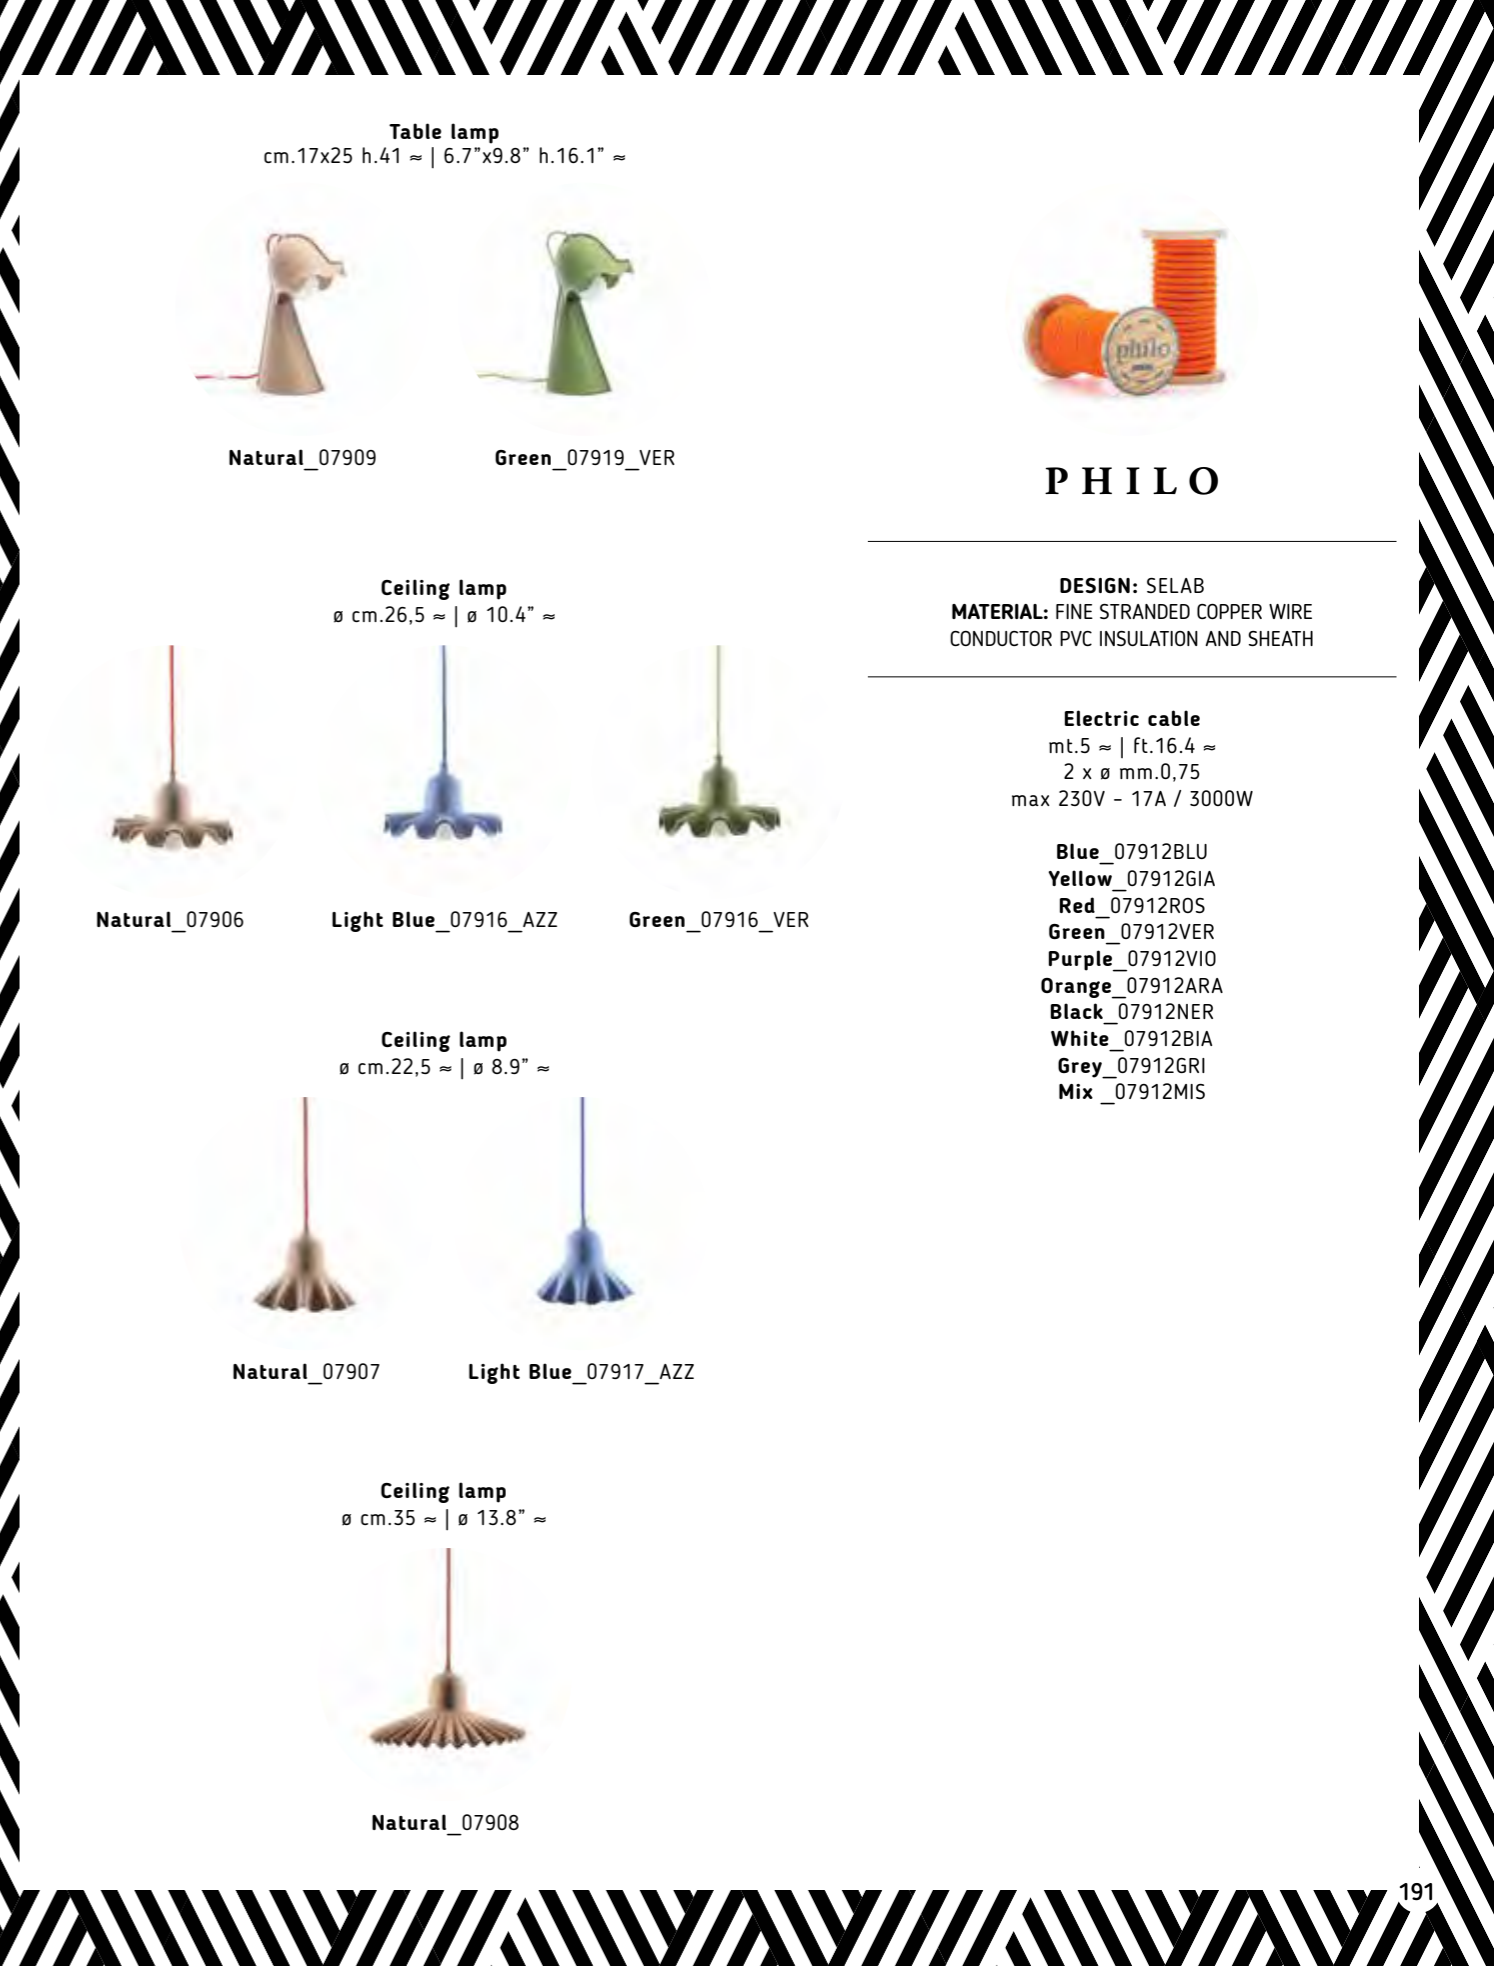 Table lamp
cm.17x25 h.41 ≈ | 6.7”x9.8” h.16.1” ≈
Natural_07909
Green_07919_VER
Ceiling lamp
ø cm.26,5 ≈ | ø 10.4” ≈
Natural_07906
Light Blue_07916_AZZ
Green_07916_VER
Ceiling lamp
ø cm.22,5 ≈ | ø 8.9” ≈
Natural_07907
Light Blue_07917_AZZ
Ceiling lamp
ø cm.35 ≈ | ø 13.8” ≈
Natural_07908
philo
PHILO
DESIGN: SELAB
MATERIAL: FINE STRANDED COPPER WIRE
CONDUCTOR PVC INSULATION AND SHEATH
Electric cable
mt.5 ≈ | ft.16.4 ≈
2 x ø mm.0,75
max 230V - 17A / 3000W
Blue_07912BLU
Yellow_07912GIA
Red_07912ROS
Green_07912VER
Purple_07912VIO
Orange_07912ARA
Black_07912NER
White_07912BIA
Grey_07912GRI
Mix _07912MIS
191